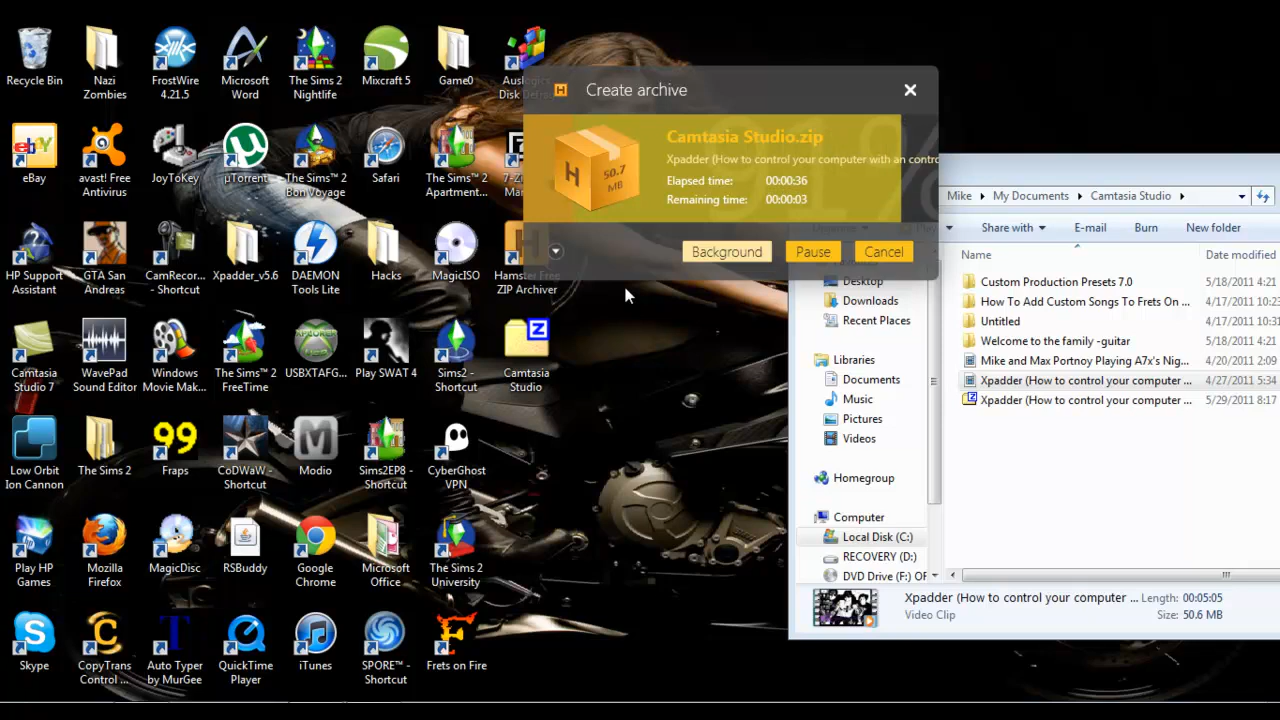 Recycle Bin
Nazi
Zombies
FrostWire
4.21.5
Microsoft
Word
The Sims 2
Nightlife
Mixcraft 5
Game0
Auslogics
eBay
avast! Free
Antivirus
JoyToKey
µTorrent
The Sims™ 2
Bon Voyage
Safari
The Sims™ 2
Apartment...
HP Support
Assistant
GTA San
Andreas
CamRecor...
- Shortcut
Xpadder_v5.6
DAEMON
Tools Lite
Hacks
MagicISO
Hamster Free
ZIP Archiver
Camtasia
Studio 7
WavePad
Sound Editor
Windows
Movie Mak...
The Sims™ 2
FreeTime
USBXTAFG...
Play SWAT 4
Sims2 -
Shortcut
Camtasia
Studio
Low Orbit
Ion Cannon
The Sims 2
99
Fraps
CoDWaW -
Shortcut
Modio
Sims2EP8 -
Shortcut
CyberGhost
VPN
Play HP
Games
Mozilla
Firefox
MagicDisc
RSBuddy
Google
Chrome
Microsoft
Office
The Sims 2
University
Skype
CopyTrans
Control ...
Auto Typer
by MurGee
QuickTime
Player
iTunes
SPORE™ -
Shortcut
Frets on Fire
Create archive
H
50.7
MB
Camtasia Studio.zip
Xpadder (How to control your computer with an contro
Elapsed time: 00:00:36
Remaining time: 00:00:03
91%
Background Pause Cancel
Mike My Documents Camtasia Studio
Share with E-mail Burn New folder
Desktop
Downloads
Recent Places
Libraries
Documents
Music
Pictures
Videos
Homegroup
Computer
Local Disk (C:)
RECOVERY (D:)
DVD Drive (F:) OF
Name Date modified
Custom Production Presets 7.0 5/18/2011 4:21
How To Add Custom Songs To Frets On ... 4/17/2011 10:23
Untitled 4/17/2011 10:23
Welcome to the family -guitar 5/18/2011 4:21
Mike and Max Portnoy Playing A7x's Nig... 4/20/2011 2:09
Xpadder (How to control your computer ... 4/27/2011 5:34
Xpadder (How to control your computer ... 5/29/2011 8:17
Xpadder (How to control your computer ... Length: 00:05:05
Video Clip Size: 50.6 MB